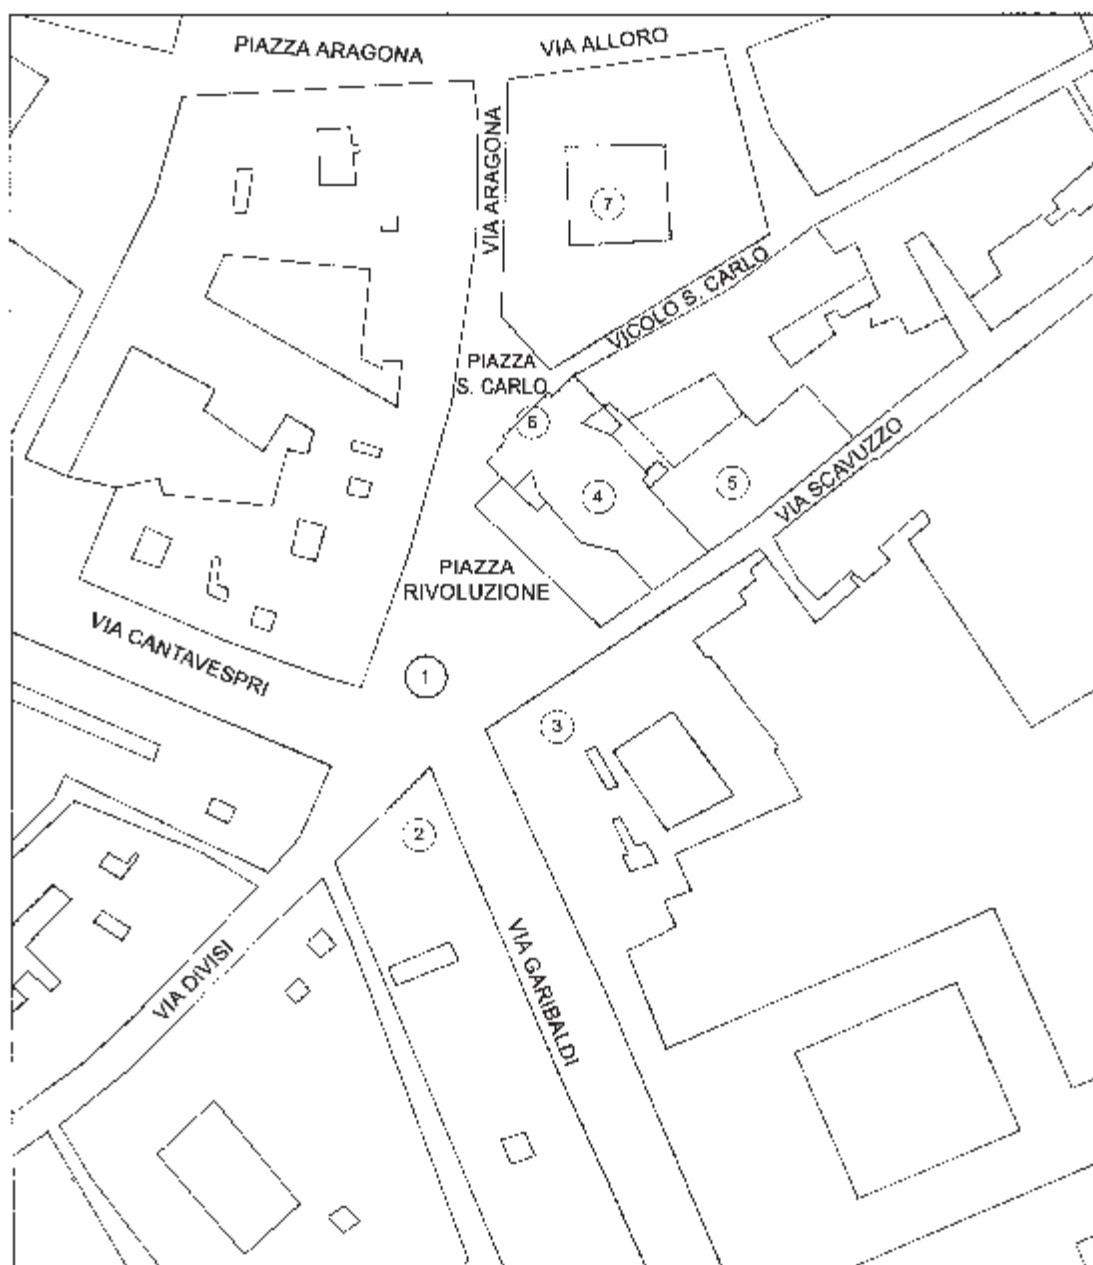 PIAZZA ARAGONA
VIA ALLORO
VIA ARAGONA
7
VICOLO S. CARLO
PIAZZA
S. CARLO
6
4
5
VIA SCAVUZZO
PIAZZA
RIVOLUZIONE
VIA CANTAVESPRI
1
3
2
VIA DIVISI
VIA GARIBALDI